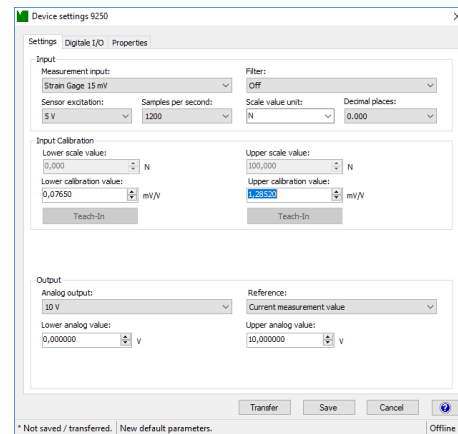 Device settings 9250
Settings Digitale I/O Properties
Input
Measurement input: Filter:
Strain Gage 15 mV Off
Sensor excitation: Samples per second: Scale value unit: Decimal places:
5 V 1200 N 0.000
Input Calibration
Lower scale value: Upper scale value:
0,000 N 100,000 N
Lower calibration value: Upper calibration value:
0,07650 mV/V 1,28520 mV/V
Teach-In Teach-In
Output
Analog output: Reference:
10 V Current measurement value
Lower analog value: Upper analog value:
0,000000 V 10,000000 V
Transfer Save Cancel ?
* Not saved / transferred. New default parameters. Offline